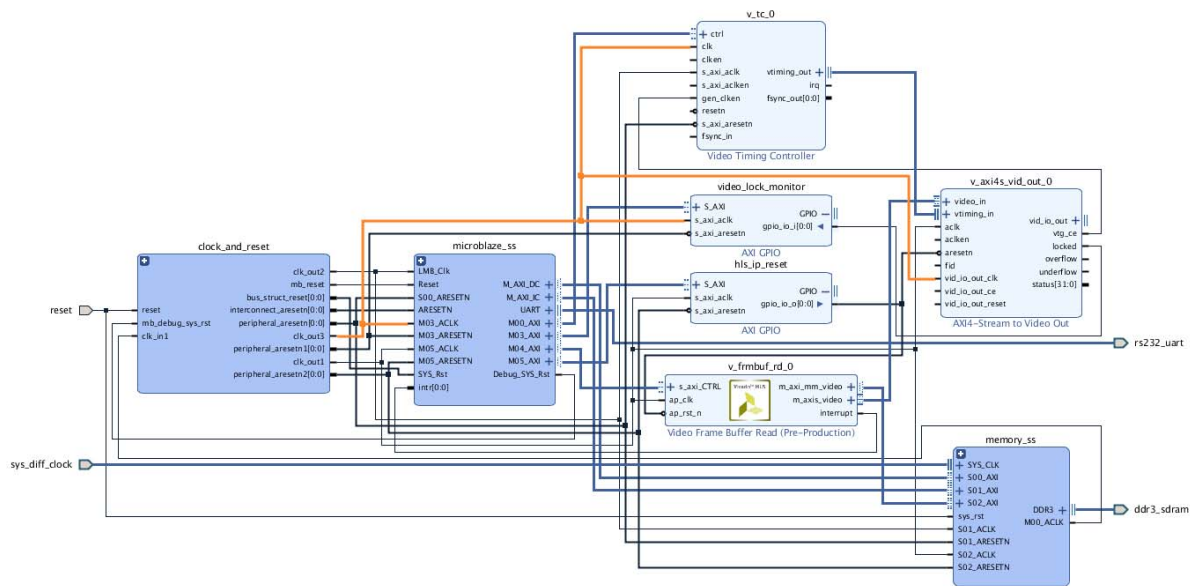 v_tc_0
ctrl
clk
clken
s_axi_aclk
s_axi_aclken
gen_clken
resetn
s_axi_aresetn
fsync_in
vtiming_out
irq
fsync_out[0:0]
Video Timing Controller
video_lock_monitor
S_AXI
s_axi_aclk
s_axi_aresetn
GPIO
gpio_io_i[0:0]
AXI GPIO
hls_ip_reset
S_AXI
s_axi_aclk
s_axi_aresetn
GPIO
gpio_io_o[0:0]
AXI GPIO
v_axi4s_vid_out_0
video_in
vtiming_in
aclk
aclken
aresetn
fid
vid_io_out_clk
vid_io_out_ce
vid_io_out_reset
vid_io_out
vtg_ce
locked
overflow
underflow
status[31:0]
AXI4-Stream to Video Out
clock_and_reset
reset
mb_debug_sys_rst
clk_in1
clk_out2
mb_reset
bus_struct_reset[0:0]
interconnect_aresetn[0:0]
peripheral_aresetn[0:0]
clk_out3
peripheral_aresetn1[0:0]
clk_out1
peripheral_aresetn2[0:0]
microblaze_ss
LMB_Clk
Reset
S00_ARESETN
ARESETN
M03_ACLK
M03_ARESETN
M05_ACLK
M05_ARESETN
SYS_Rst
intr[0:0]
M_AXI_DC
M_AXI_IC
UART
M00_AXI
M03_AXI
M04_AXI
M05_AXI
Debug_SYS_Rst
reset
rs232_uart
v_frmbuf_rd_0
s_axi_CTRL
ap_clk
ap_rst_n
m_axi_mm_video
m_axis_video
interrupt
Video Frame Buffer Read (Pre-Production)
sys_diff_clock
memory_ss
SYS_CLK
S00_AXI
S01_AXI
S02_AXI
sys_rst
S01_ACLK
S01_ARESETN
S02_ACLK
S02_ARESETN
DDR3
M00_ACLK
ddr3_sdram